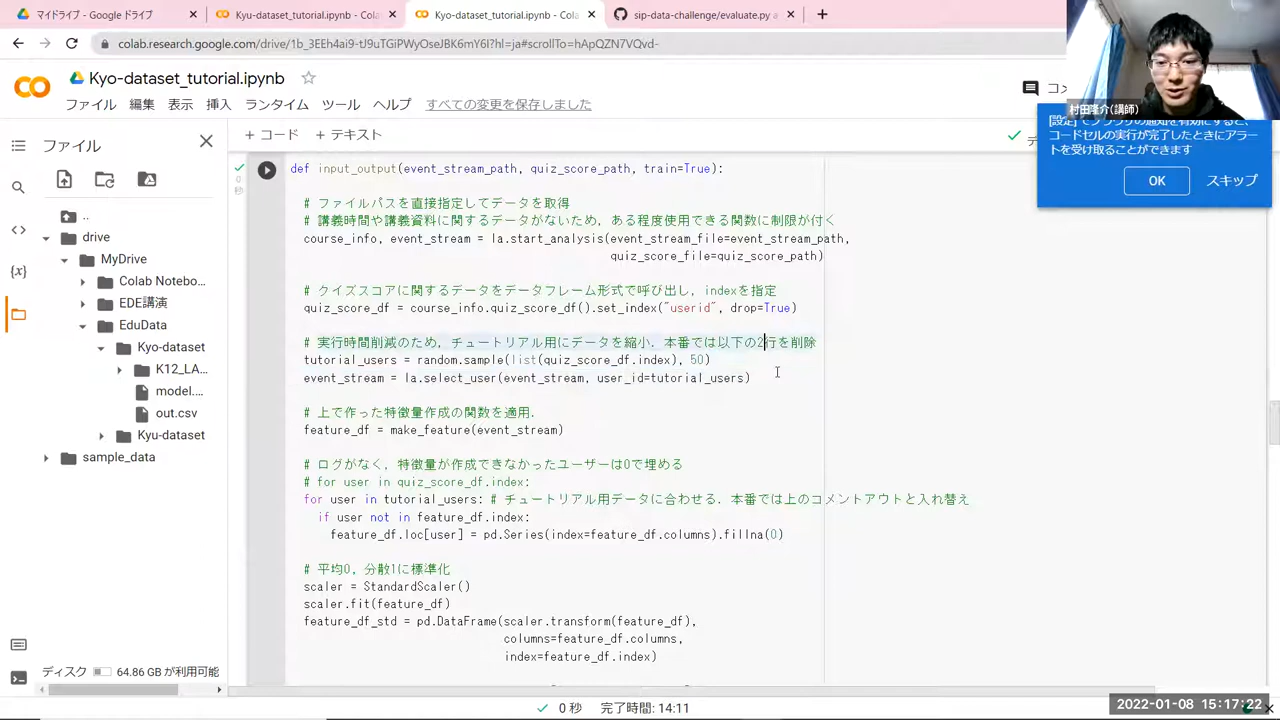 マイドライブ - Google ドライブ
Kyu-dataset_tutorial.ipynb - Colab
Kyo-dataset_tutorial.ipynb - Cola
sip-data-challenge/evaluate.py a
colab.research.google.com/drive/1b_3EEh4ai9-tJPuTGiPWyOseJBK6mY6I?hl=ja#scrollTo=hApQZN7VQvd-
Kyo-dataset_tutorial.ipynb
ファイル 編集 表示 挿入 ランタイム ツール ヘルプ すべての変更を保存しました
コメ
村田隆介(講師)
[設定] でブラウザの通知を有効にすると、
コードセルの実行が完了したときにアラー
トを受け取ることができます
OK スキップ
ファイル
+ コード + テキスト
デ
..
drive
MyDrive
Colab Notebo...
EDE講演
EduData
Kyo-dataset
K12_LA...
model....
out.csv
Kyu-dataset
sample_data
ディスク 64.86 GB が利用可能
def input_output(event_stream_path, quiz_score_path, train=True):
# ファイルパスを直接指定してデータを取得
# 講義時間や講義資料に関するデータがないため，ある程度使用できる関数に制限が付く
course_info, event_stream = la.start_analysis(event_stream_file=event_stream_path,
quiz_score_file=quiz_score_path)
# クイズスコアに関するデータをデータフレーム形式で呼び出し，indexを指定
quiz_score_df = course_info.quiz_score_df().set_index("userid", drop=True)
# 実行時間削減のため，チュートリアル用にデータを縮小．本番では以下の2行を削除
tutorial_users = random.sample(list(quiz_score_df.index), 50)
event_stream = la.select_user(event_stream, user_id=tutorial_users)
# 上で作った特徴量作成の関数を適用．
feature_df = make_feature(event_stream)
# ログがなく，特徴量が作成できなかったユーザーは0で埋める
# for user in quiz_score_df.index:
for user in tutorial_users: # チュートリアル用データに合わせる．本番では上のコメントアウトと入れ替え
if user not in feature_df.index:
feature_df.loc[user] = pd.Series(index=feature_df.columns).fillna(0)
# 平均0，分散1に標準化
scaler = StandardScaler()
scaler.fit(feature_df)
feature_df_std = pd.DataFrame(scaler.transform(feature_df),
columns=feature_df.columns,
index=feature_df.index)
0 秒 完了時間: 14:11
2022-01-08 15:17:22